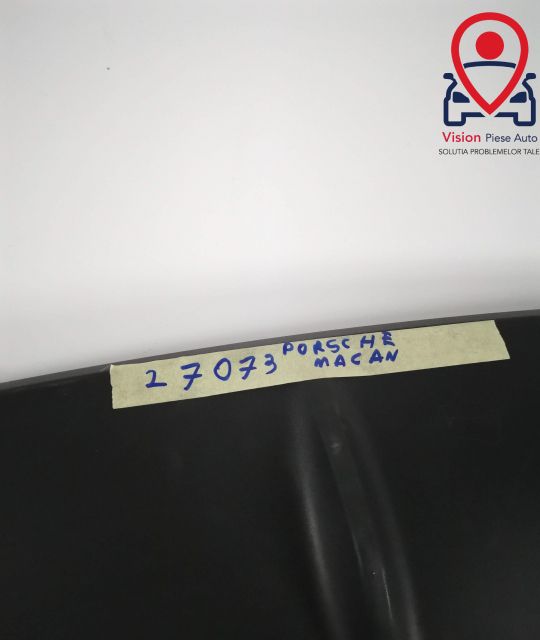 Vision Piese Auto
SOLUTIA PROBLEMELOR TALE
27073 PORSCHE
MACAN